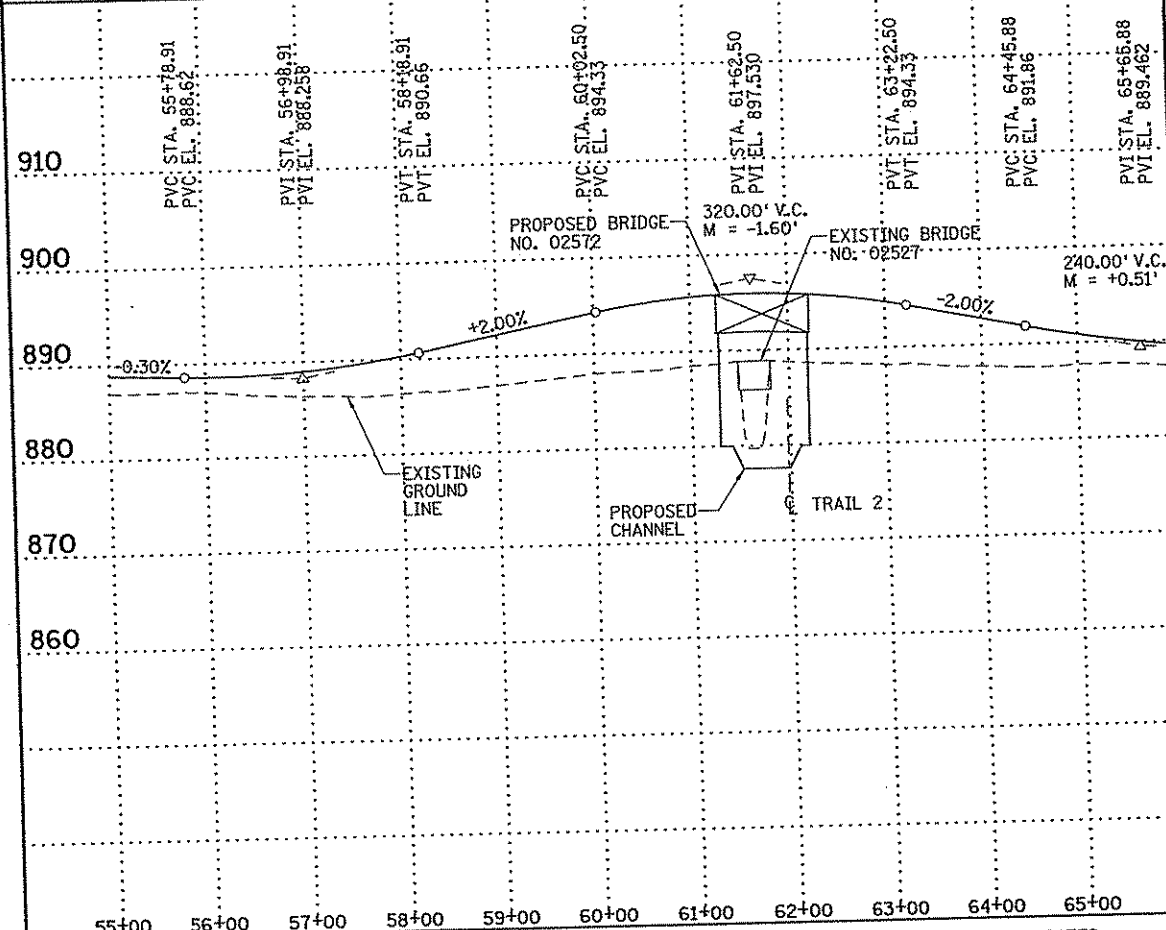 PVC STA. 55+78.91
PVC EL. 888.62
PVI STA. 56+98.91
PVI EL. 888.258
PVT STA. 58+18.91
PVT EL. 890.66
PVC STA. 60+02.50
PVC EL. 894.33
PVI STA. 61+62.50
PVI EL. 897.530
PVT STA. 63+22.50
PVT EL. 894.33
PVC STA. 64+45.88
PVC EL. 891.86
PVI STA. 65+65.88
PVI EL. 889.462
910
900
890
880
870
860
PROPOSED BRIDGE
NO. 02572
320.00' V.C.
M = -1.60'
EXISTING BRIDGE
NO. 02527
240.00' V.C.
M = +0.51'
-0.30%
+2.00%
-2.00%
EXISTING
GROUND
LINE
PROPOSED
CHANNEL
℄ TRAIL 2
55+00 56+00 57+00 58+00 59+00 60+00 61+00 62+00 63+00 64+00 65+00